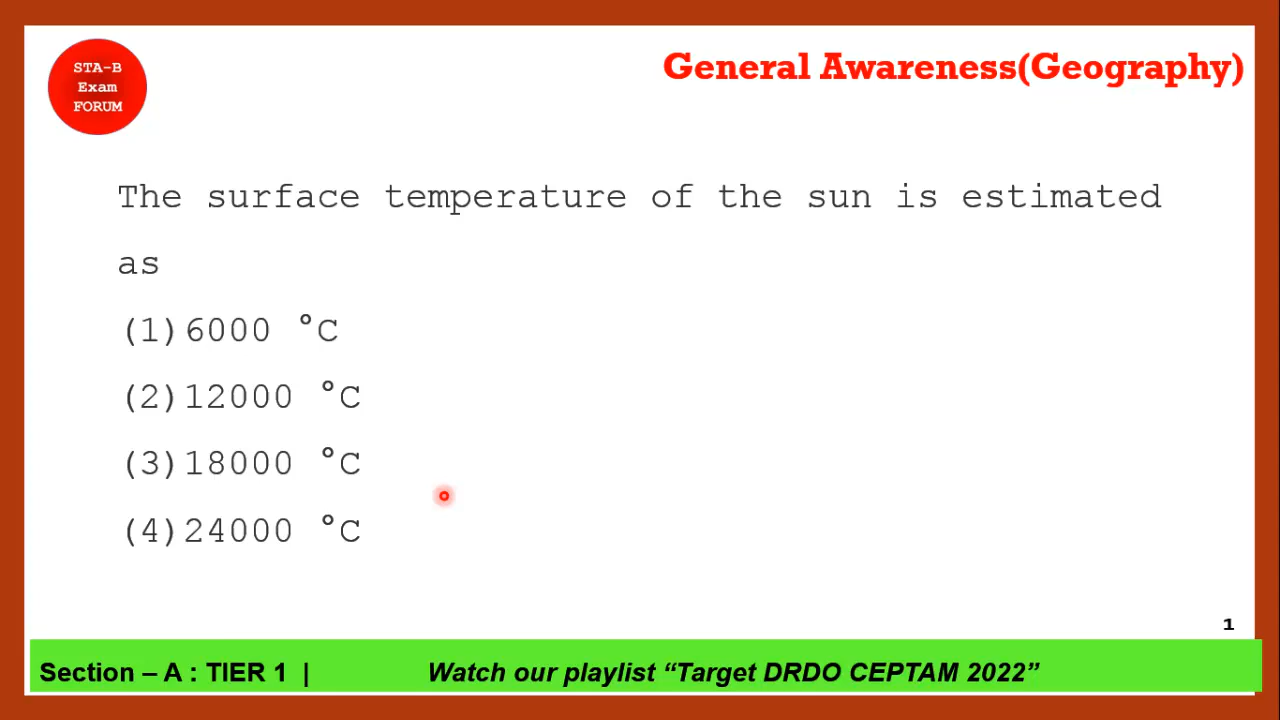 STA-B
Exam
FORUM
General Awareness(Geography)
The surface temperature of the sun is estimated
as
(1)6000 °C
(2)12000 °C
(3)18000 °C
(4)24000 °C
1
Section – A : TIER 1 | Watch our playlist “Target DRDO CEPTAM 2022”